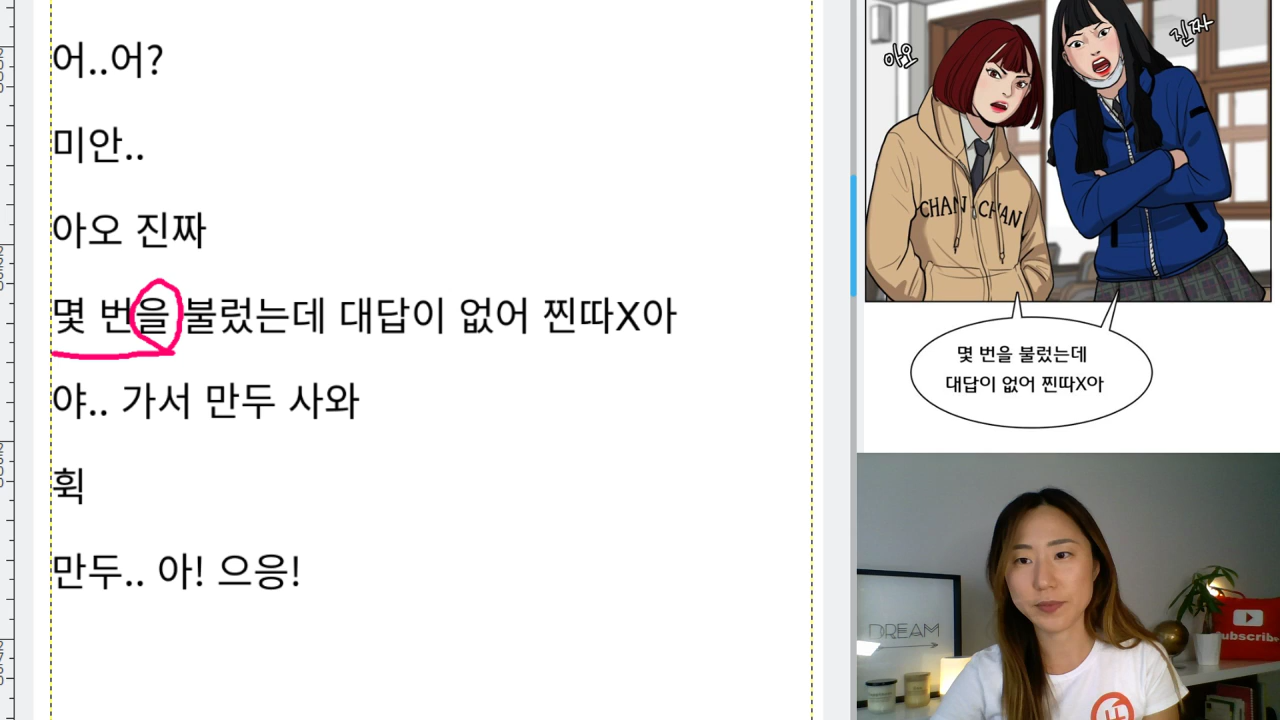 어..어?
미안..
아오 진짜
몇 번을 불렀는데 대답이 없어 찐따X아
야.. 가서 만두 사와
휙
만두.. 아! 으응!
아오
진짜
CHAN CHAN
몇 번을 불렀는데
대답이 없어 찐따X아
DREAM
ubscrib